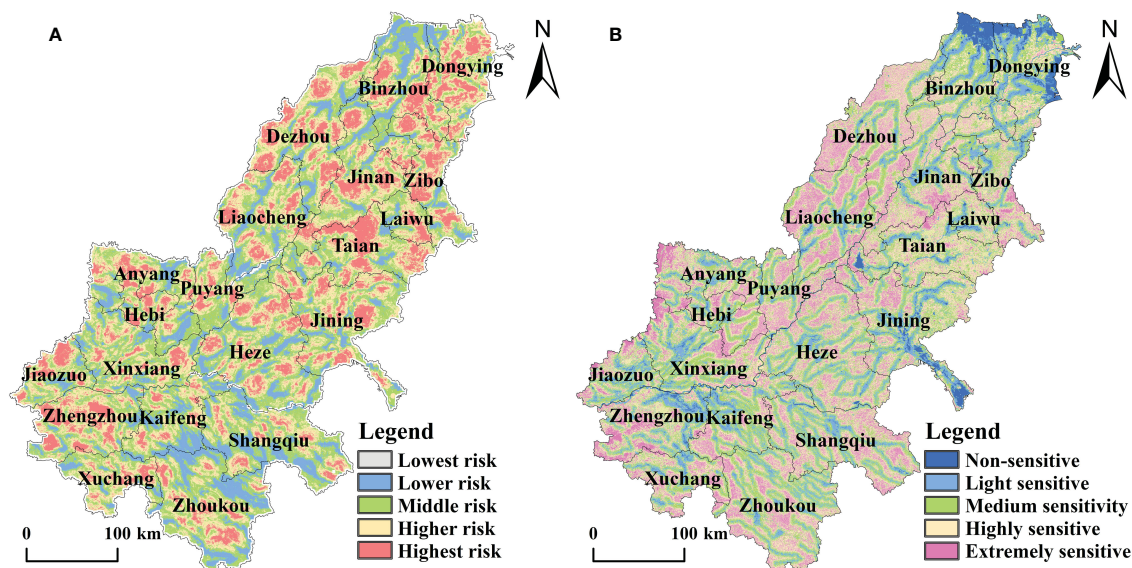 A
N
Dongying
Binzhou
Dezhou
Jinan
Zibo
Liaocheng
Laiwu
Taian
Anyang
Puyang
Hebi
Jining
Heze
Xinxiang
Jiaozuo
Zhengzhou
Kaifeng
Shangqiu
Xuchang
Zhoukou
Legend
Lowest risk
Lower risk
Middle risk
Higher risk
Highest risk
0 100 km
B
N
Dongying
Binzhou
Dezhou
Jinan
Zibo
Liaocheng
Laiwu
Taian
Anyang
Puyang
Hebi
Jining
Heze
Xinxiang
Jiaozuo
Zhengzhou
Kaifeng
Shangqiu
Xuchang
Zhoukou
Legend
Non-sensitive
Light sensitive
Medium sensitivity
Highly sensitive
Extremely sensitive
0 100 km